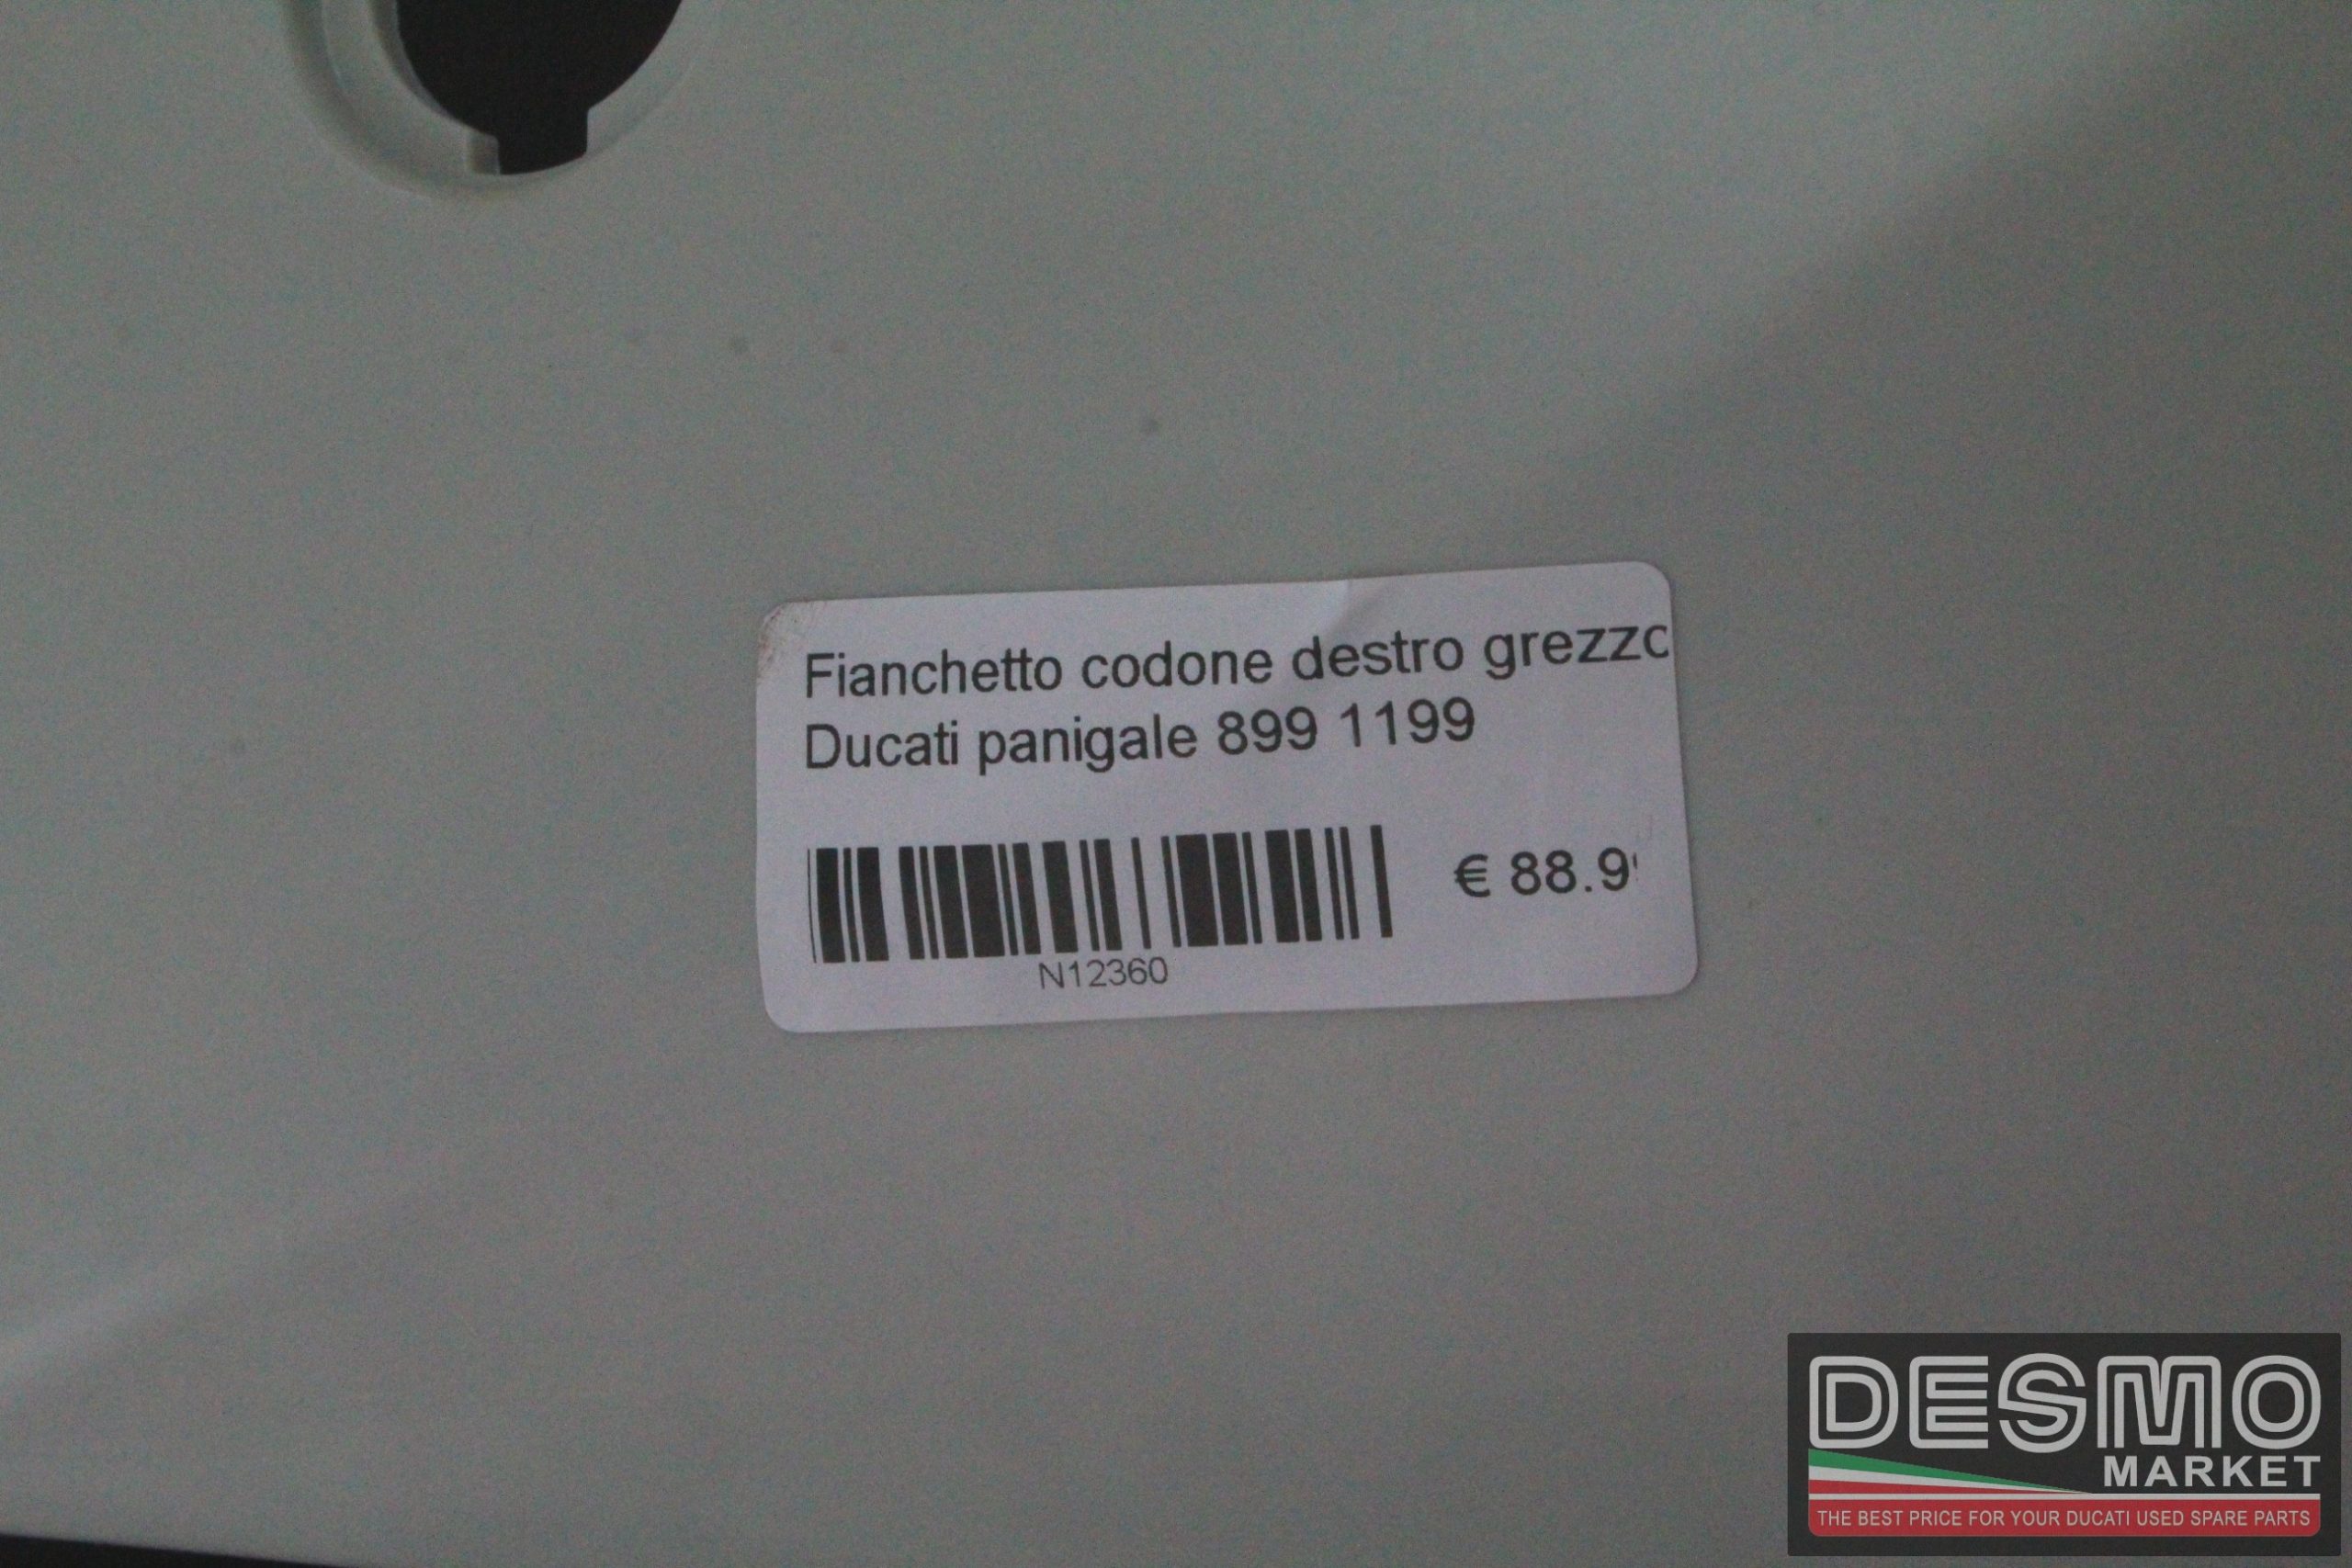 Fianchetto codone destro grezzo
Ducati panigale 899 1199
€ 88.9
N12360
DESMO
MARKET
THE BEST PRICE FOR YOUR DUCATI USED SPARE PARTS